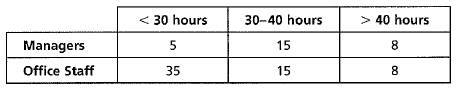 < 30 hours 30–40 hours > 40 hours
Managers 5 15 8
Office Staff 35 15 8